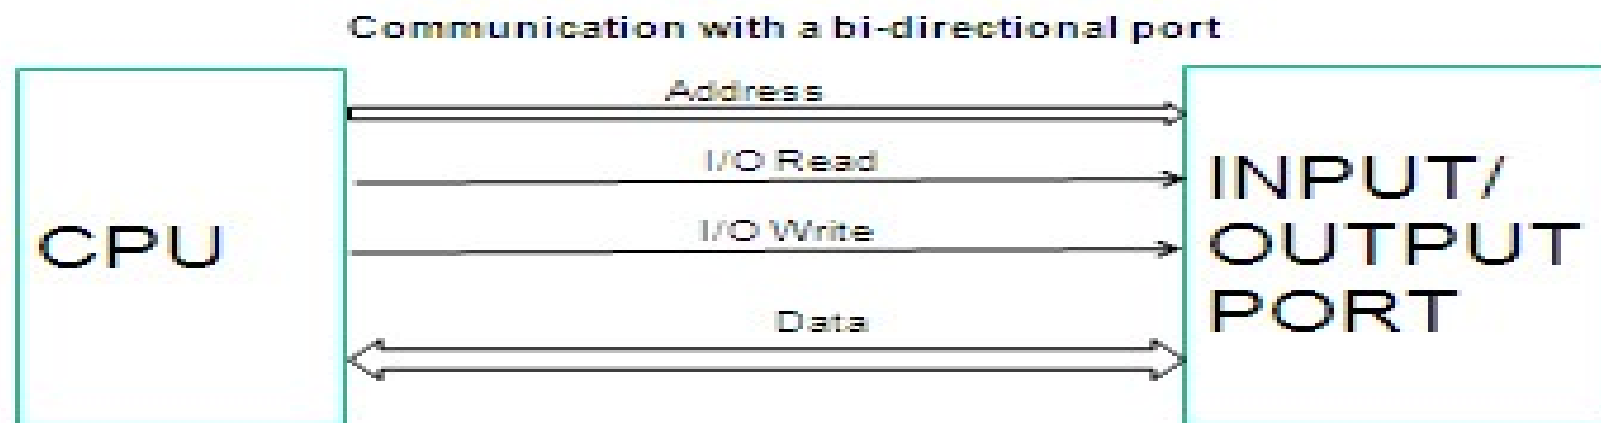 Communication with a bi-directional port
Address
I/O Read
I/O Write
Data
CPU
INPUT/
OUTPUT
PORT